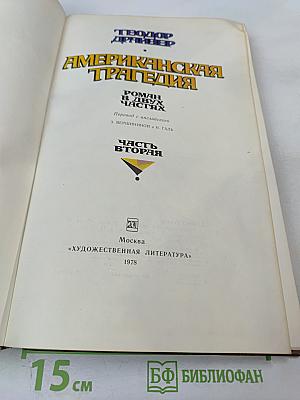 ТЕОДОР
ДРАЙЗЕР
АМЕРИКАНСКАЯ
ТРАГЕДИЯ
РОМАН
В ДВУХ
ЧАСТЯХ
Перевод с английского
З. ВЕРШИНИНОЙ и Н. ГАЛЬ
ЧАСТЬ
ВТОРАЯ
Москва
«ХУДОЖЕСТВЕННАЯ ЛИТЕРАТУРА»
1978
15 см
БФ БИБЛИОФАН